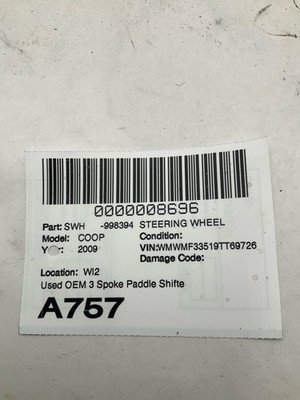 0000008696
Part: SWH -998394 STEERING WHEEL
Model: COOP Condition:
Year: 2009 VIN:WMWMF33519TT69726
Damage Code:
Location: WI2
Used OEM 3 Spoke Paddle Shifte
A757